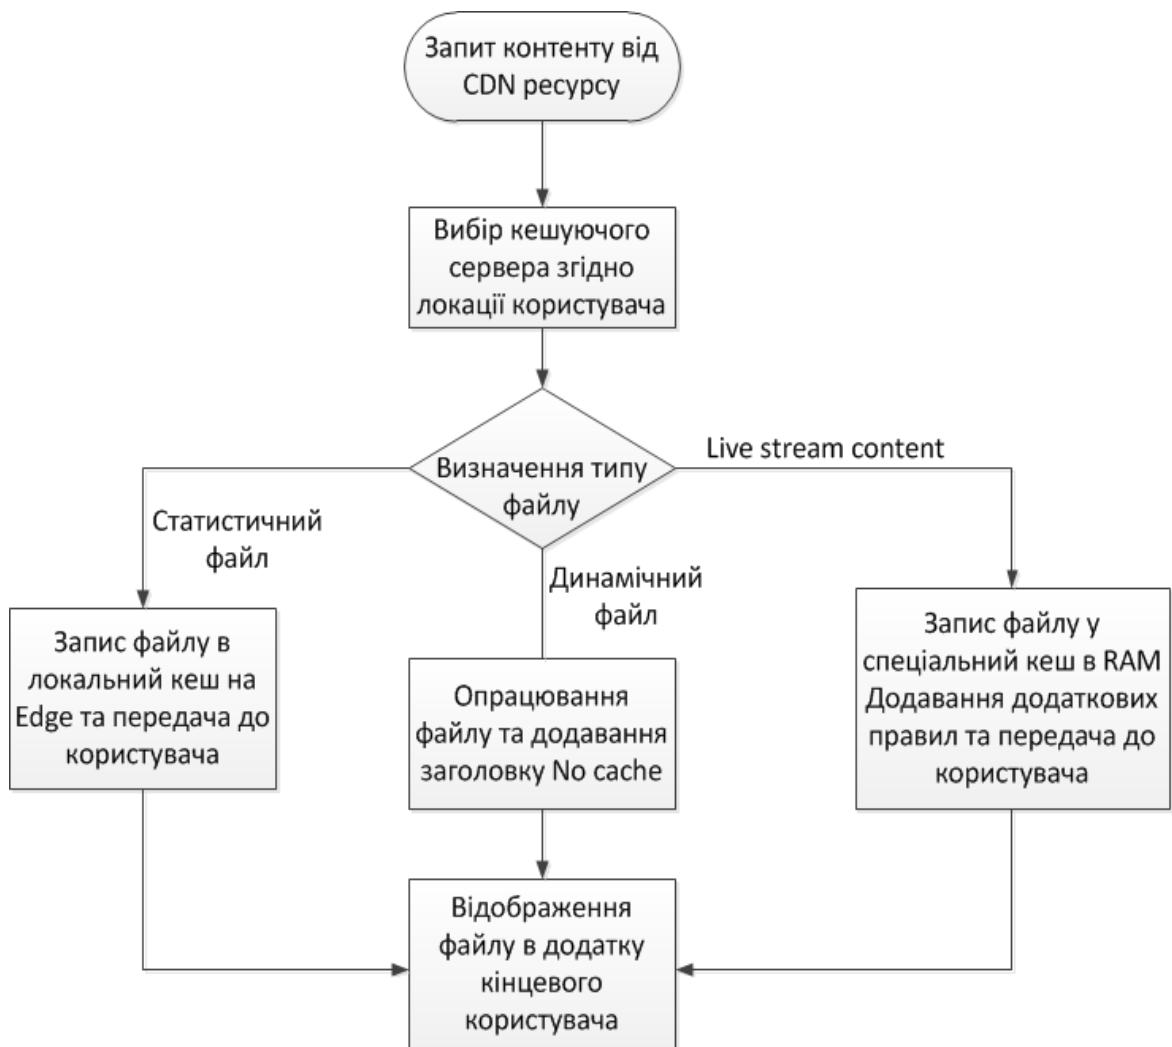 Запит контенту від
CDN ресурсу
Вибір кешуючого
сервера згідно
локації користувача
Визначення типу
файлу
Live stream content
Статистичний
файл
Динамічний
файл
Запис файлу в
локальний кеш на
Edge та передача до
користувача
Опрацювання
файлу та додавання
заголовку No cache
Запис файлу у
спеціальний кеш в RAM
Додавання додаткових
правил та передача до
користувача
Відображення
файлу в додатку
кінцевого
користувача